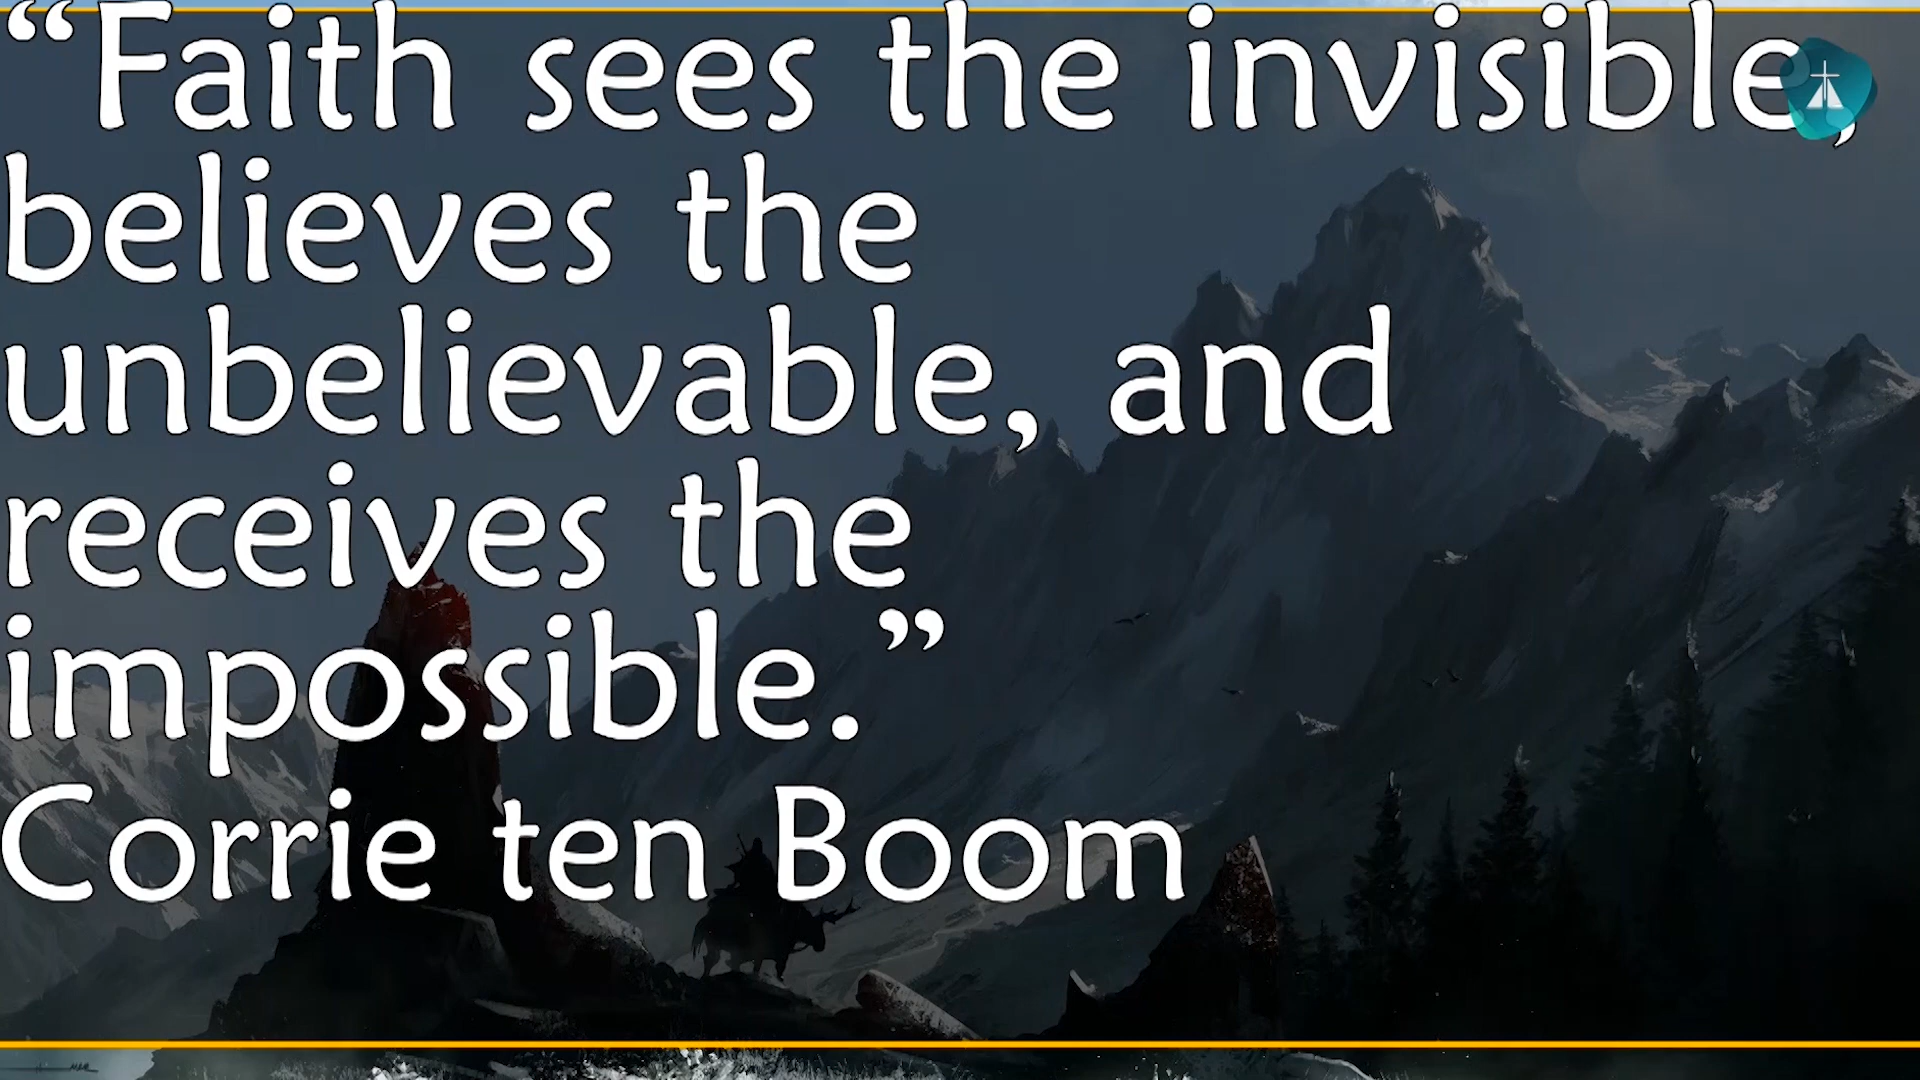 “Faith sees the invisible,
believes the
unbelievable, and
receives the
impossible.”
Corrie ten Boom